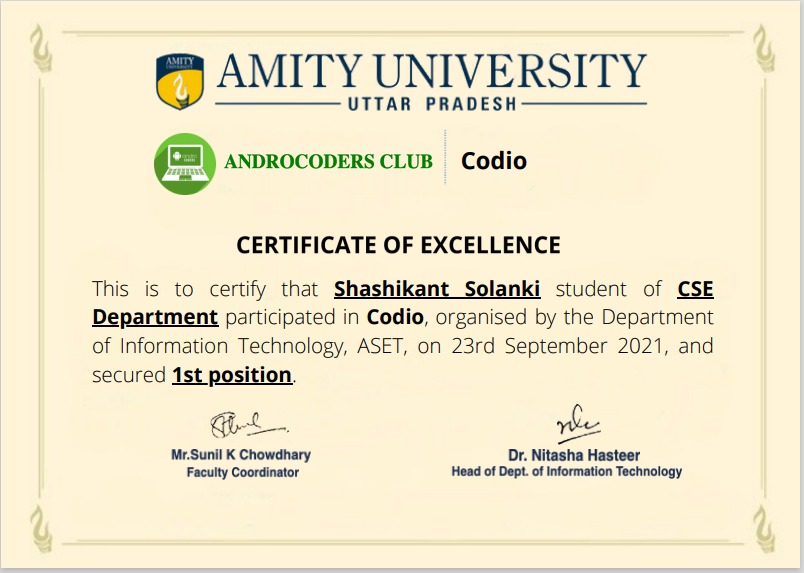 AMITY
UNIVERSITY
AMITY UNIVERSITY
UTTAR PRADESH
ANDROCODERS CLUB
Codio
CERTIFICATE OF EXCELLENCE
This is to certify that Shashikant Solanki student of CSE
Department participated in Codio, organised by the Department
of Information Technology, ASET, on 23rd September 2021, and
secured 1st position.
Mr.Sunil K Chowdhary
Faculty Coordinator
Dr. Nitasha Hasteer
Head of Dept. of Information Technology